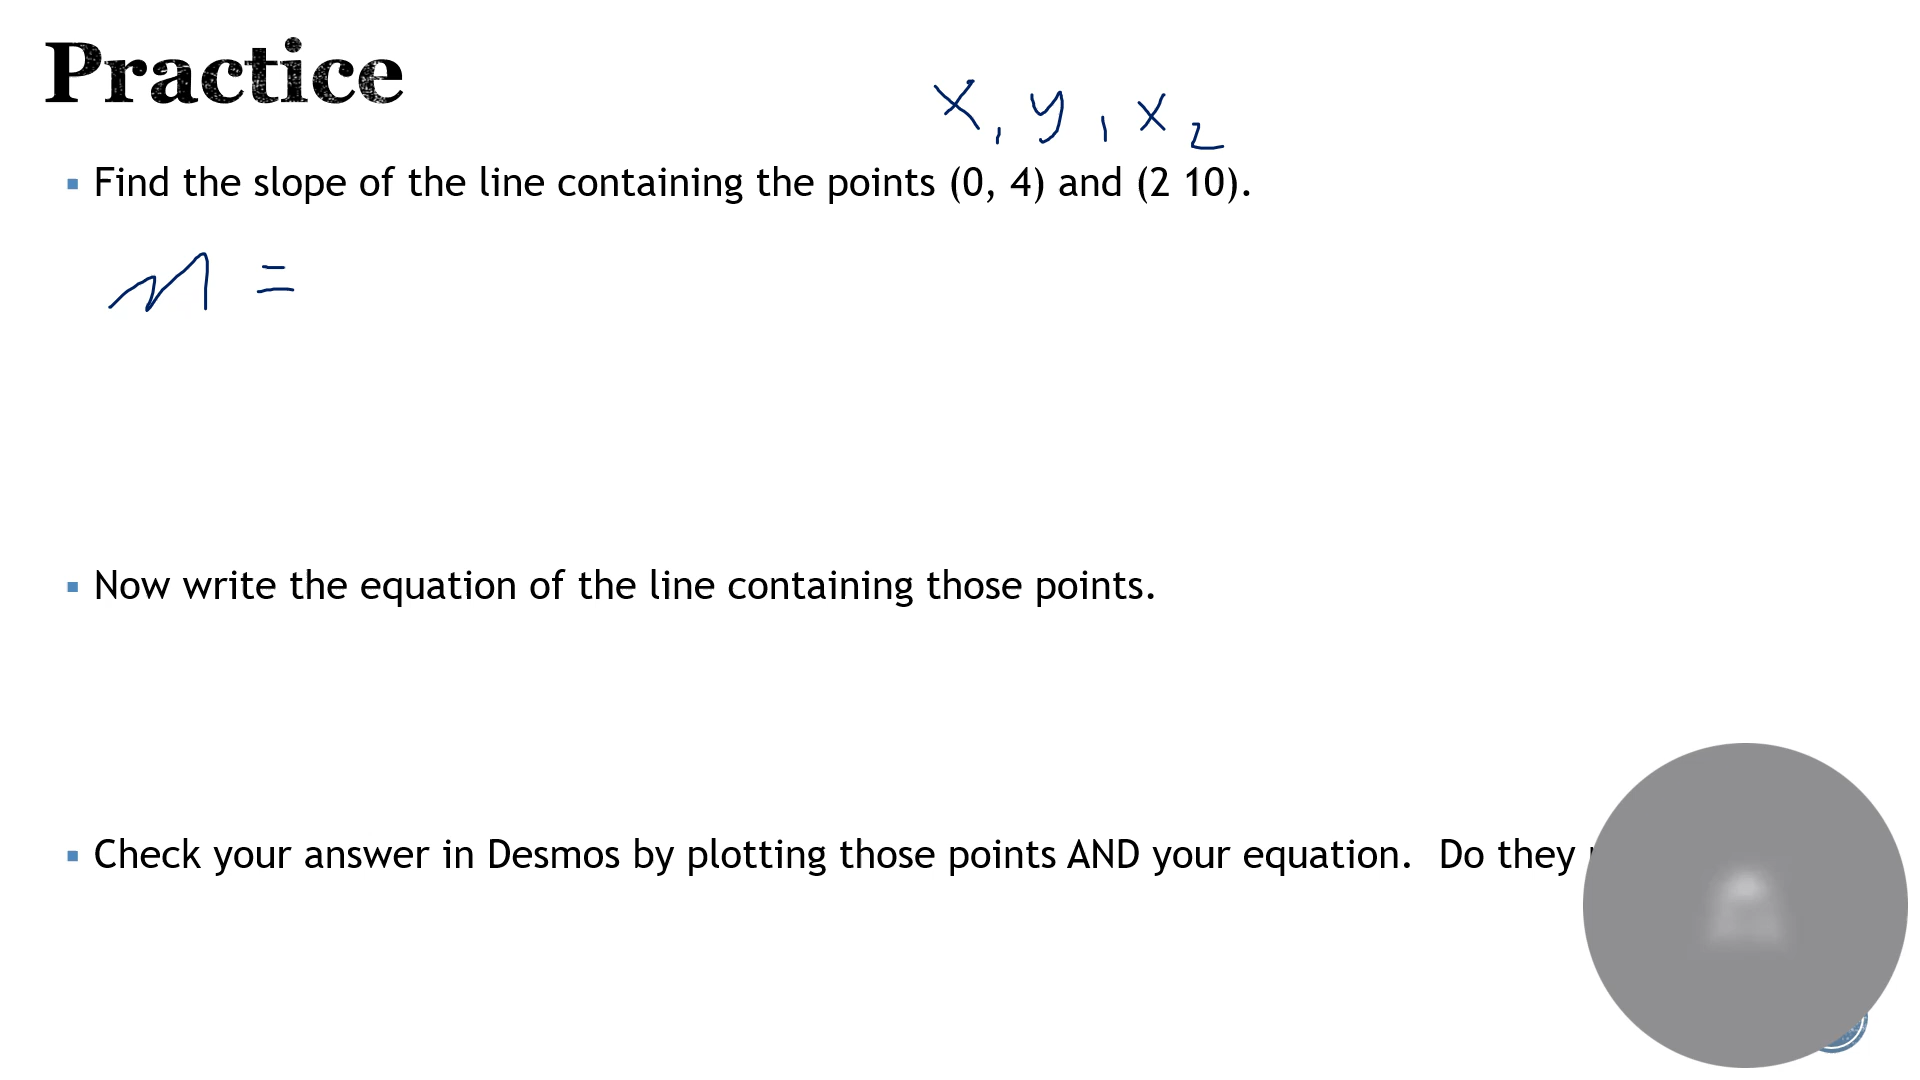 Practice
x₁ y₁ x₂
▪ Find the slope of the line containing the points (0, 4) and (2 10).
m =
▪ Now write the equation of the line containing those points.
▪ Check your answer in Desmos by plotting those points AND your equation. Do they